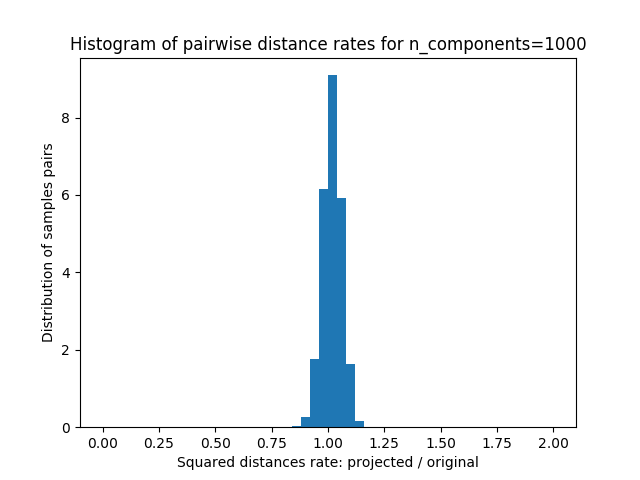 Histogram of pairwise distance rates for n_components=1000
Distribution of samples pairs
8
6
4
2
0
0.00 0.25 0.50 0.75 1.00 1.25 1.50 1.75 2.00
Squared distances rate: projected / original